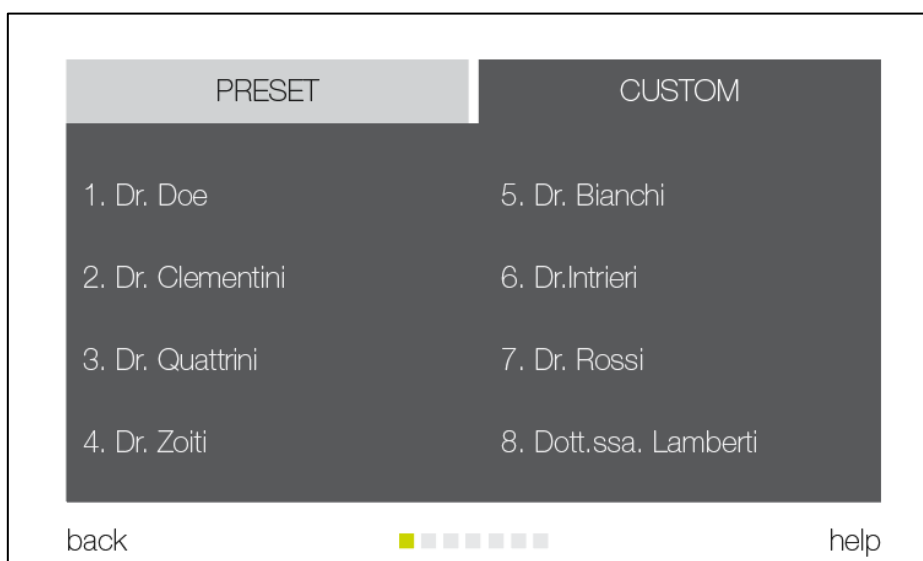 PRESET
CUSTOM
1. Dr. Doe
2. Dr. Clementini
3. Dr. Quattrini
4. Dr. Zoiti
5. Dr. Bianchi
6. Dr.Intrieri
7. Dr. Rossi
8. Dott.ssa. Lamberti
back
help